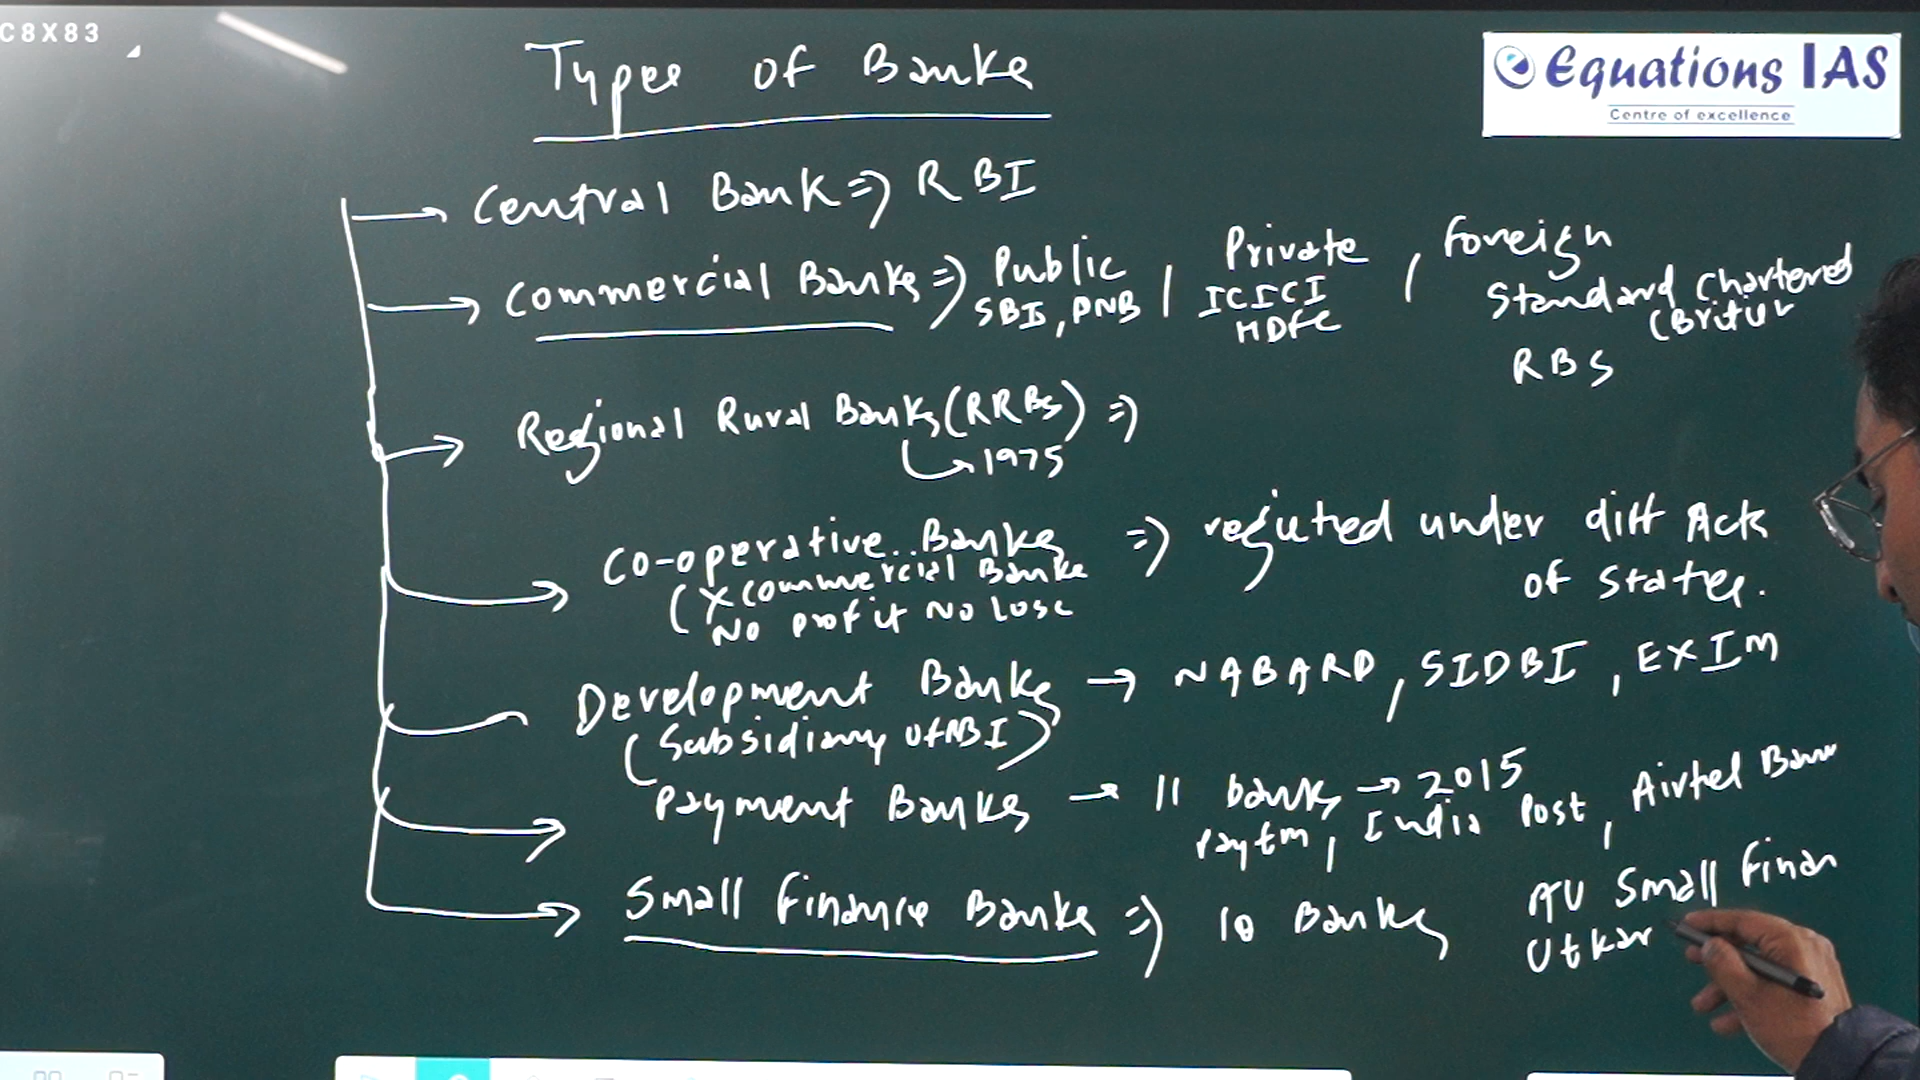 C8X83
Types of Banks
Equations IAS
Centre of excellence
Central Bank => RBI
Commercial Banks => Public | Private | Foreign
SBI, PNB
ICICI
HDFC
Standard Chartered
RBS
Regional Rural Banks (RRBs) =>
1975
Co-operative Banks => under diff Acts
of States.
(X Commercial Banks
No profit No Loss
Development Banks → NABARD, SIDBI, EXIM
(Subsidiary of RBI)
Payment Banks → 11 banks → 2015
Paytm, India Post, Airtel Bank
Small Finance Banks => 10 Banks
AU Small Finan
Utkar